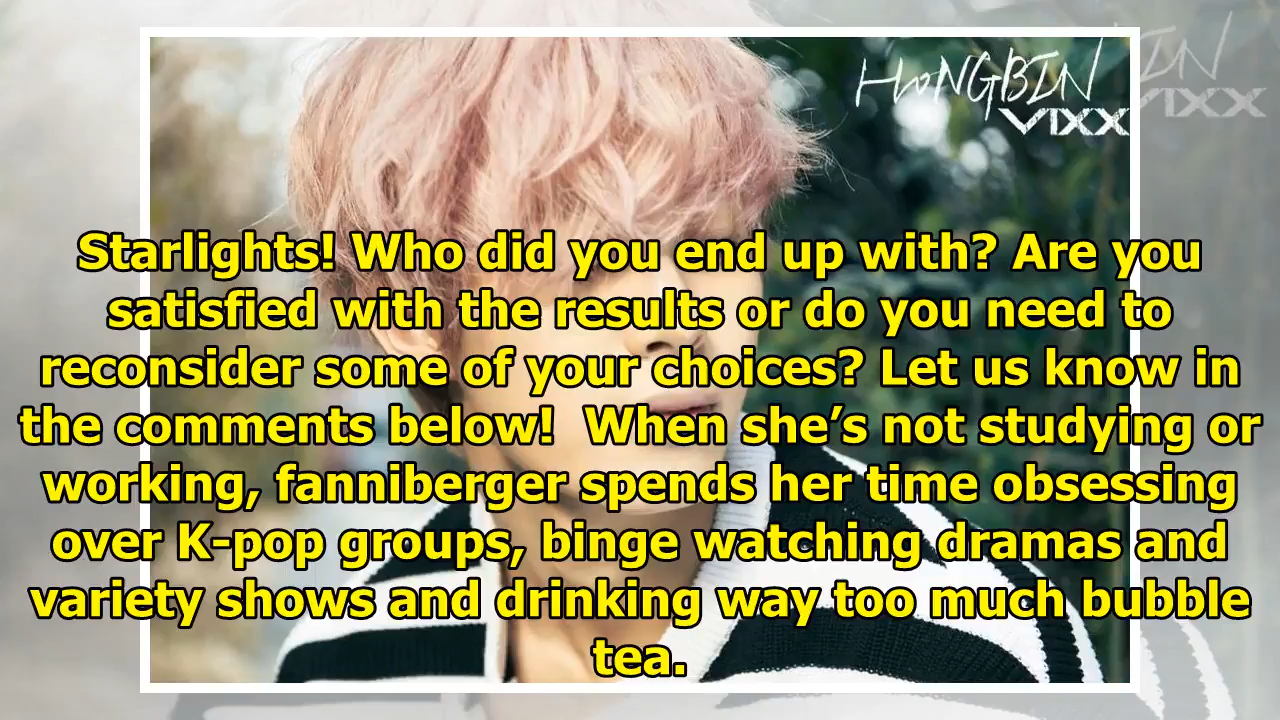 HONGBIN
VIXX
IN
VIXX
Starlights! Who did you end up with? Are you
satisfied with the results or do you need to
reconsider some of your choices? Let us know in
the comments below!  When she’s not studying or
working, fanniberger spends her time obsessing
over K-pop groups, binge watching dramas and
variety shows and drinking way too much bubble
tea.